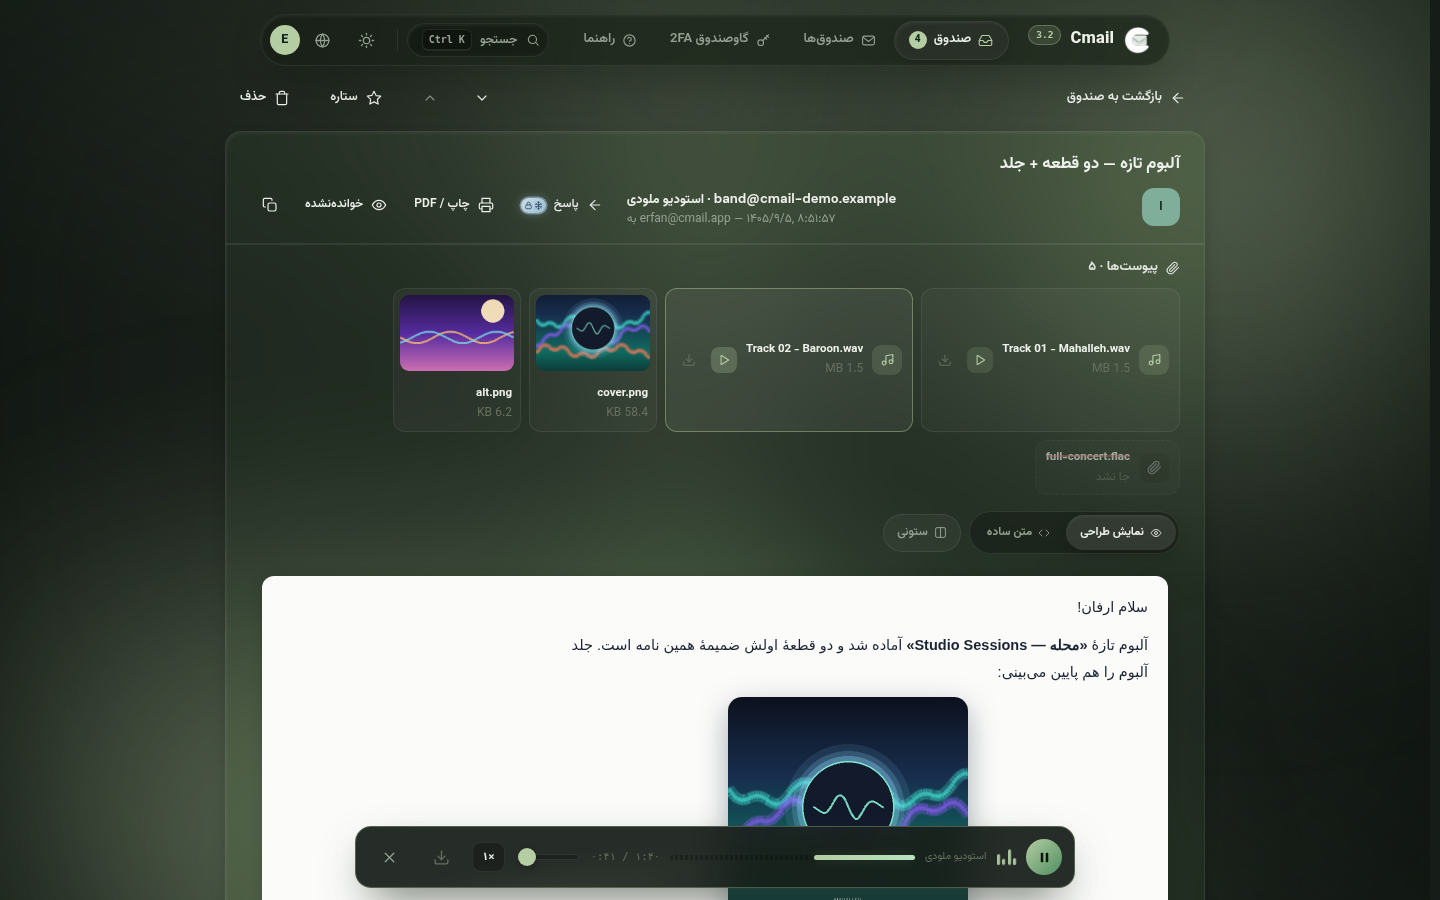 Cmail 3.2
صندوق 4
صندوق‌ها
گاوصندوق 2FA
راهنما
جستجو Ctrl K
E
بازگشت به صندوق
ستاره
حذف
آلبوم تازه — دو قطعه + جلد
ا
استودیو ملودی · band@cmail-demo.example
به erfan@cmail.app — ۱۴۰۵/۹/۵, ۸:۵۱:۵۷
پاسخ
چاپ / PDF
خوانده‌نشده
پیوست‌ها · ۵
Track 01 - Mahalleh.wav
1.5 MB
Track 02 - Baroon.wav
1.5 MB
cover.png
58.4 KB
alt.png
6.2 KB
full-concert.flac
جا نشد
نمایش طراحی
متن ساده
ستونی
سلام ارفان!
آلبوم تازهٔ «محله — Studio Sessions» آماده شد و دو قطعهٔ اولش ضمیمهٔ همین نامه است. جلد
آلبوم را هم پایین می‌بینی:
استودیو ملودی
۰:۴۱ / ۱:۴۰
۱×